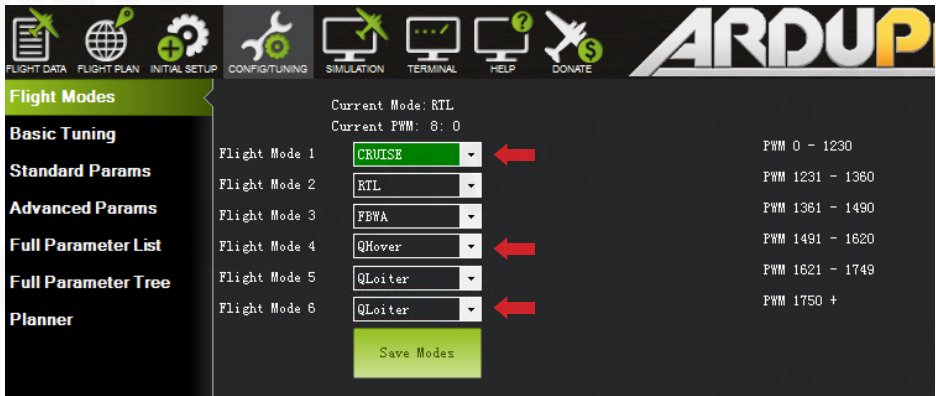 FLIGHT DATA FLIGHT PLAN INITIAL SETUP CONFIG/TUNING SIMULATION TERMINAL HELP DONATE ARDUP
Flight Modes
Basic Tuning
Standard Params
Advanced Params
Full Parameter List
Full Parameter Tree
Planner
Current Mode: RTL
Current PWM: 8: 0
Flight Mode 1 CRUISE PWM 0 - 1230
Flight Mode 2 RTL PWM 1231 - 1360
Flight Mode 3 FBWA PWM 1361 - 1490
Flight Mode 4 QHover PWM 1491 - 1620
Flight Mode 5 QLoiter PWM 1621 - 1749
Flight Mode 6 QLoiter PWM 1750 +
Save Modes